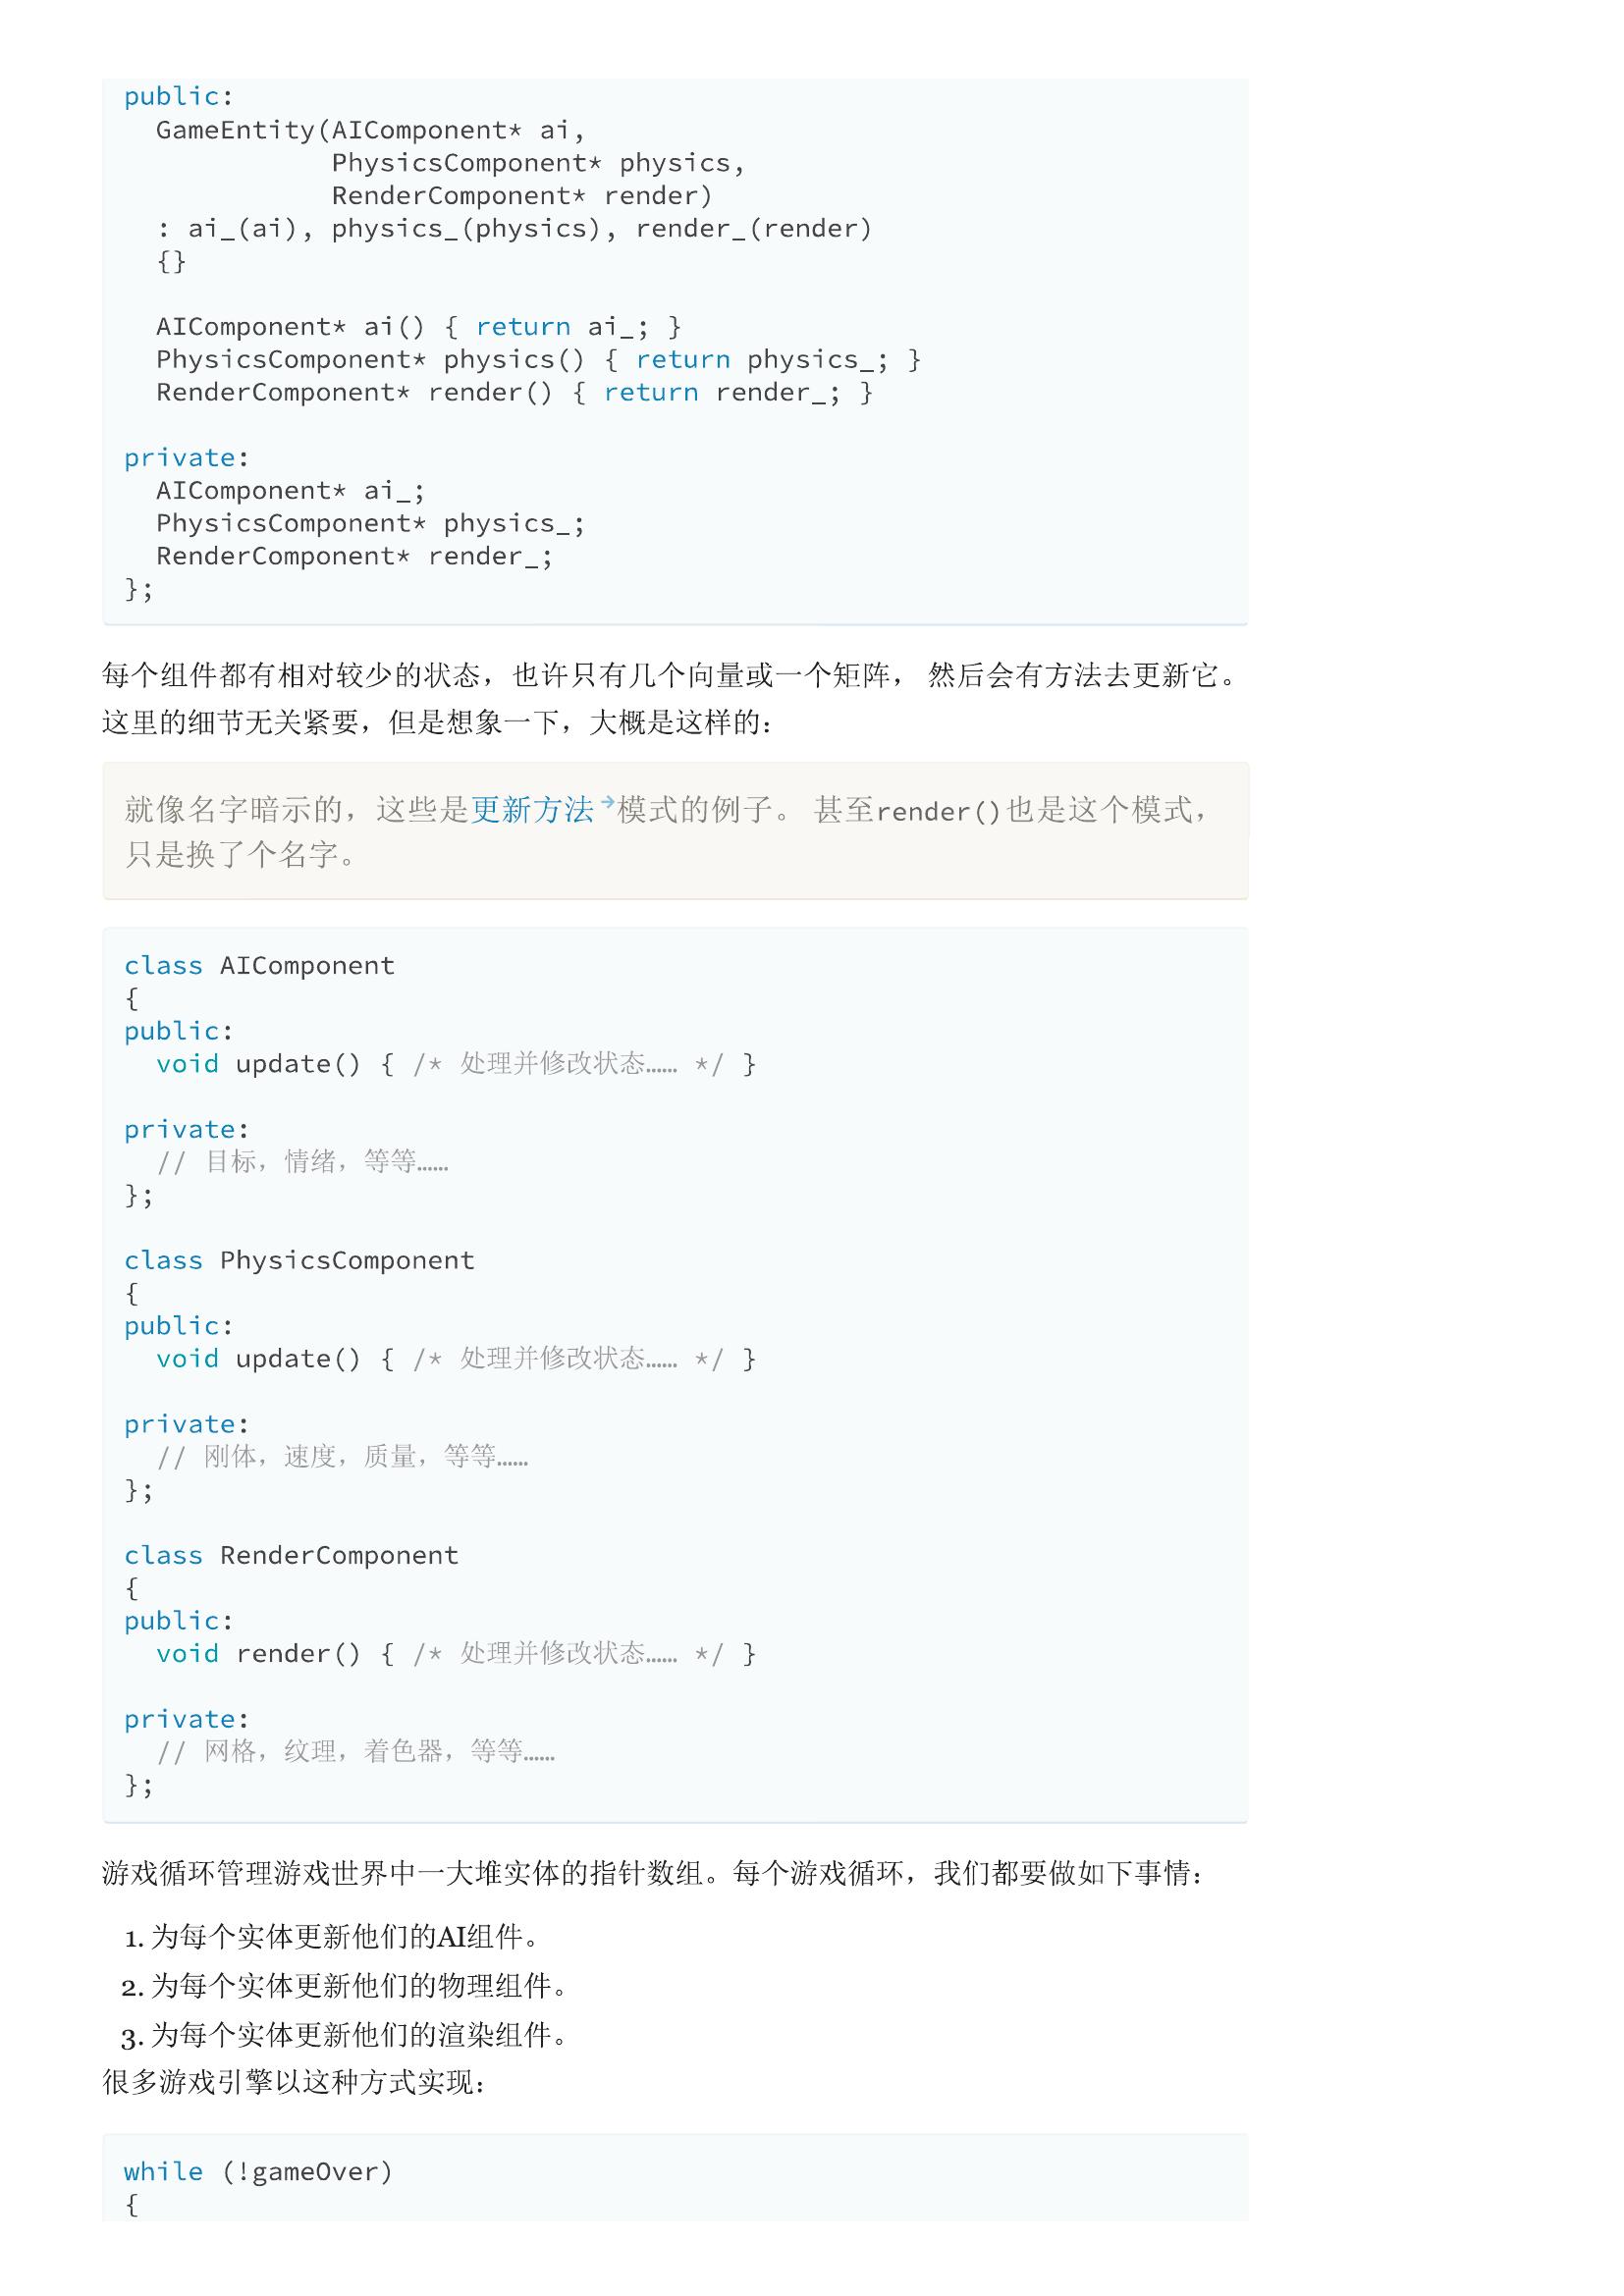 public:
  GameEntity(AIComponent* ai,
             PhysicsComponent* physics,
             RenderComponent* render)
  : ai_(ai), physics_(physics), render_(render)
  {}

  AIComponent* ai() { return ai_; }
  PhysicsComponent* physics() { return physics_; }
  RenderComponent* render() { return render_; }

private:
  AIComponent* ai_;
  PhysicsComponent* physics_;
  RenderComponent* render_;
};
每个组件都有相对较少的状态，也许只有几个向量或一个矩阵， 然后会有方法去更新它。
这里的细节无关紧要，但是想象一下，大概是这样的：
就像名字暗示的，这些是更新方法→模式的例子。 甚至render()也是这个模式，
只是换了个名字。
class AIComponent
{
public:
  void update() { /* 处理并修改状态…… */ }

private:
  // 目标，情绪，等等……
};

class PhysicsComponent
{
public:
  void update() { /* 处理并修改状态…… */ }

private:
  // 刚体，速度，质量，等等……
};

class RenderComponent
{
public:
  void render() { /* 处理并修改状态…… */ }

private:
  // 网格，纹理，着色器，等等……
};
游戏循环管理游戏世界中一大堆实体的指针数组。每个游戏循环，我们都要做如下事情：
1. 为每个实体更新他们的AI组件。
2. 为每个实体更新他们的物理组件。
3. 为每个实体更新他们的渲染组件。
很多游戏引擎以这种方式实现：
while (!gameOver)
{